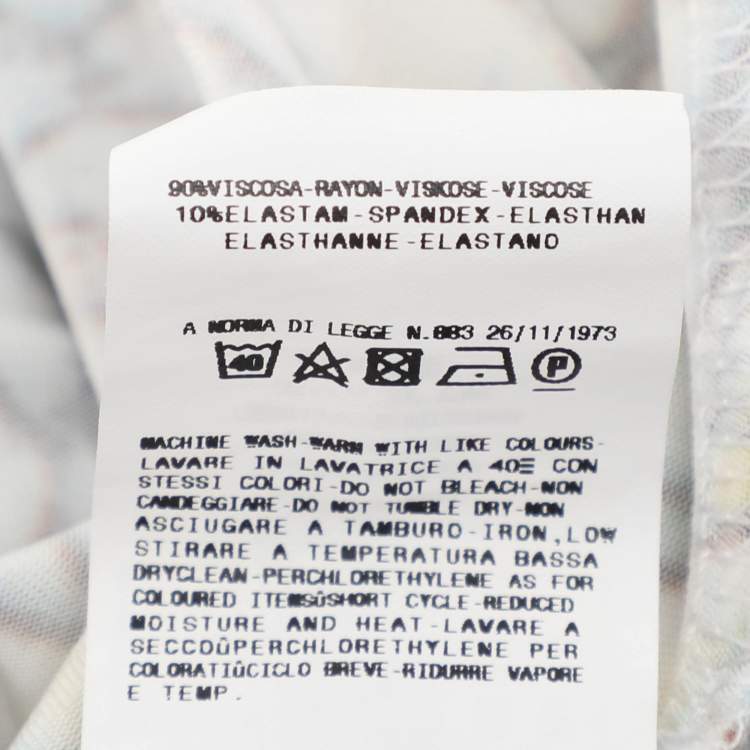 90%VISCOSA-RAYON-VISKOSE-VISCOSE
10%ELASTAM-SPANDEX-ELASTHAN
ELASTHANNE-ELASTANO
A NORMA DI LEGGE N.883 26/11/1973
40
P
MACHINE WASH-WARM WITH LIKE COLOURS-
LAVARE IN LAVATRICE A 40Ξ CON
STESSI COLORI-DO NOT BLEACH-NON
CANDEGGIARE-DO NOT TUMBLE DRY-NON
ASCIUGARE A TAMBURO-IRON,LOW
STIRARE A TEMPERATURA BASSA
DRYCLEAN-PERCHLORETHYLENE AS FOR
COLOURED ITEMSûSHORT CYCLE-REDUCED
MOISTURE AND HEAT-LAVARE A
SECCOÛPERCHLORETHYLENE PER
COLORATIûCICLO BREVE-RIDURRE VAPORE
E TEMP.